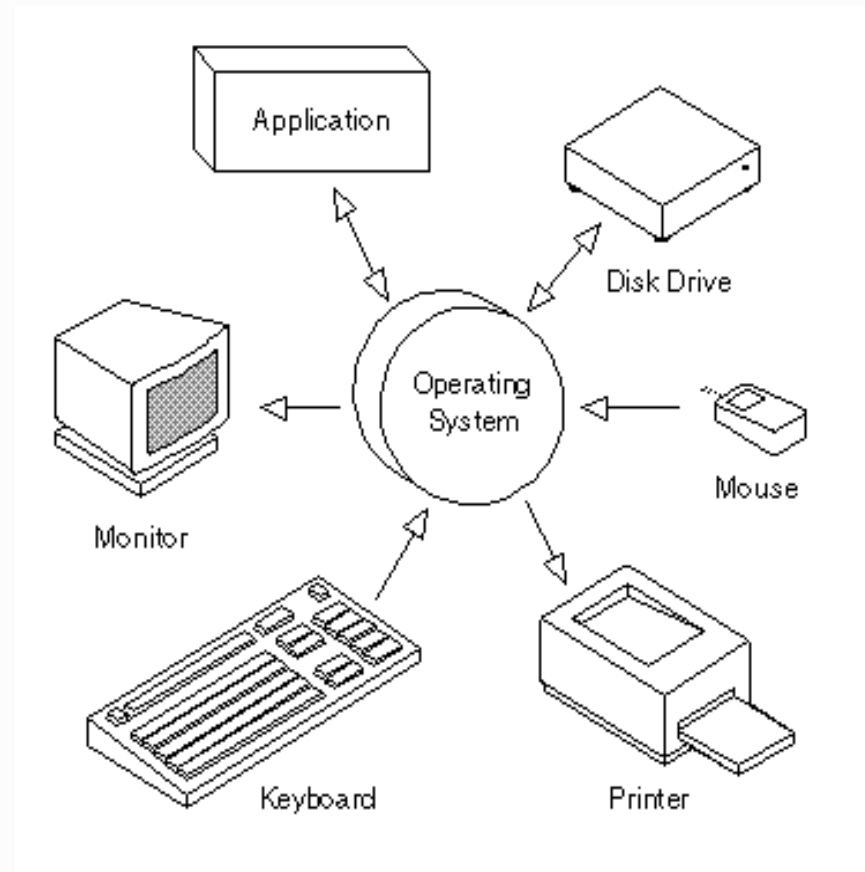 Application
Disk Drive
Operating
System
Mouse
Monitor
Keyboard
Printer